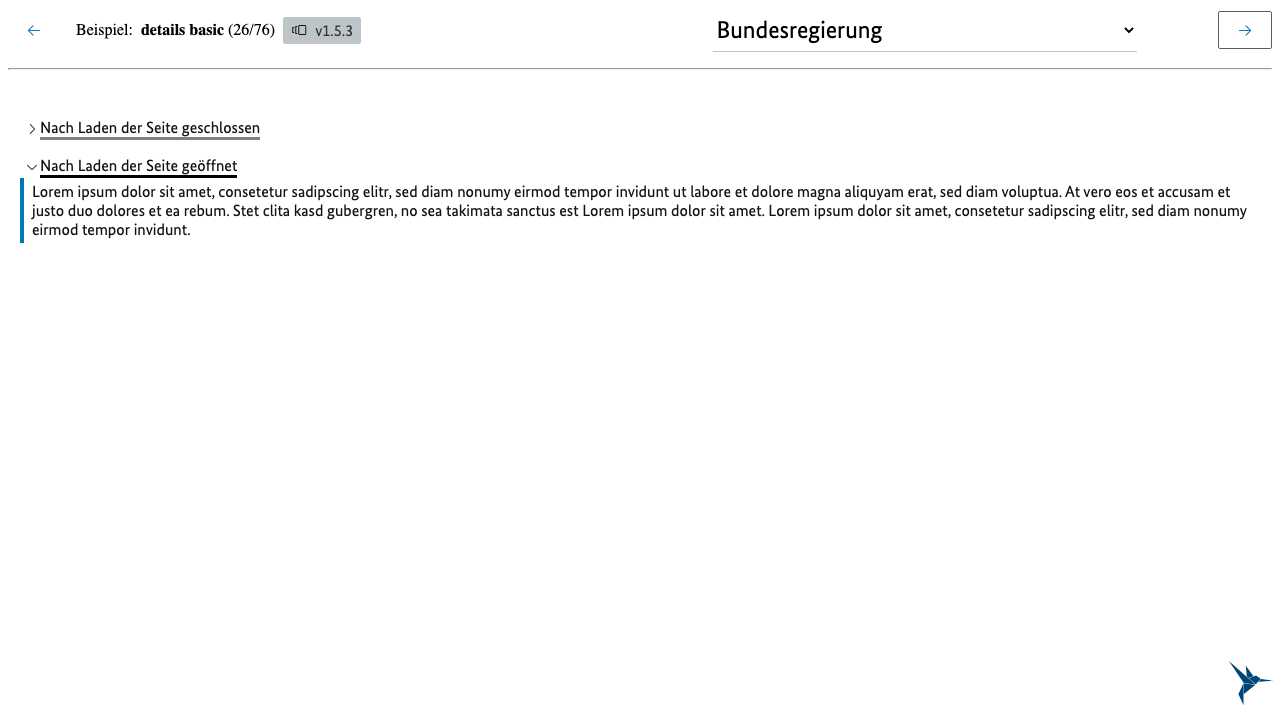 Beispiel: details basic (26/76) v1.5.3 Bundesregierung
Nach Laden der Seite geschlossen
Nach Laden der Seite geöffnet
Lorem ipsum dolor sit amet, consetetur sadipscing elitr, sed diam nonumy eirmod tempor invidunt ut labore et dolore magna aliquyam erat, sed diam voluptua. At vero eos et accusam et
justo duo dolores et ea rebum. Stet clita kasd gubergren, no sea takimata sanctus est Lorem ipsum dolor sit amet. Lorem ipsum dolor sit amet, consetetur sadipscing elitr, sed diam nonumy
eirmod tempor invidunt.